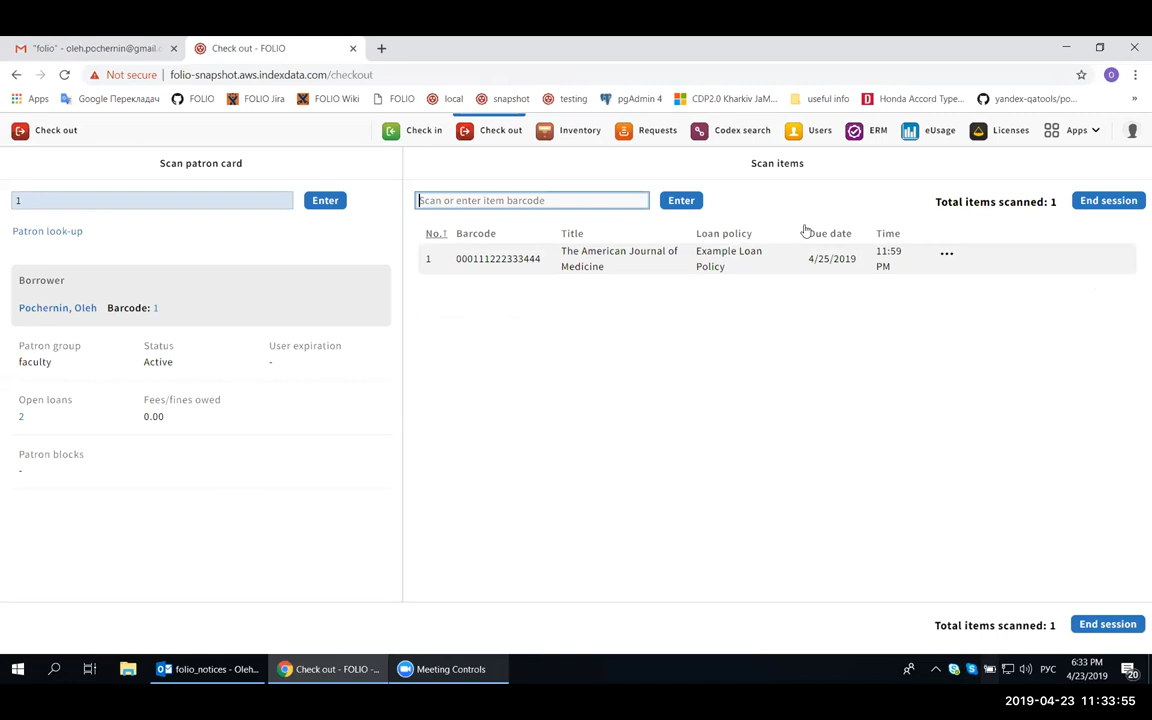 "folio" - oleh.pochernin@gmail.c
Check out - FOLIO
Not secure | folio-snapshot.aws.indexdata.com/checkout
O
Apps
Google Перекладач
FOLIO
FOLIO Jira
FOLIO Wiki
FOLIO
local
snapshot
testing
pgAdmin 4
CDP2.0 Kharkiv JaM...
useful info
Honda Accord Type...
yandex-qatools/po...
»
Check out
Check in
Check out
Inventory
Requests
Codex search
Users
ERM
eUsage
Licenses
Apps
Scan patron card
Scan items
1
Enter
Scan or enter item barcode
Enter
Total items scanned: 1
End session
Patron look-up
No.↑ Barcode Title Loan policy Due date Time
1 000111222333444 The American Journal of Medicine Example Loan Policy 4/25/2019 11:59 PM •••
Borrower
Pochernin, Oleh Barcode: 1
Patron group Status User expiration
faculty Active -
Open loans Fees/fines owed
2 0.00
Patron blocks
-
Total items scanned: 1
End session
folio_notices - Oleh...
Check out - FOLIO -...
Meeting Controls
РУС
6:33 PM
4/23/2019
20
2019-04-23 11:33:55